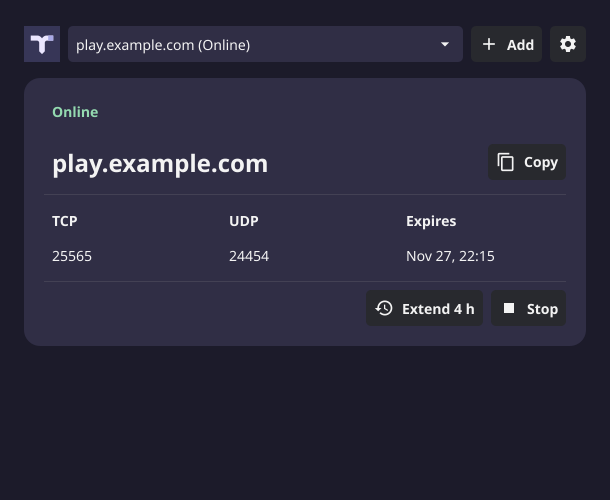 play.example.com (Online)
Add
Online
play.example.com
Copy
TCP UDP Expires
25565 24454 Nov 27, 22:15
Extend 4 h
Stop